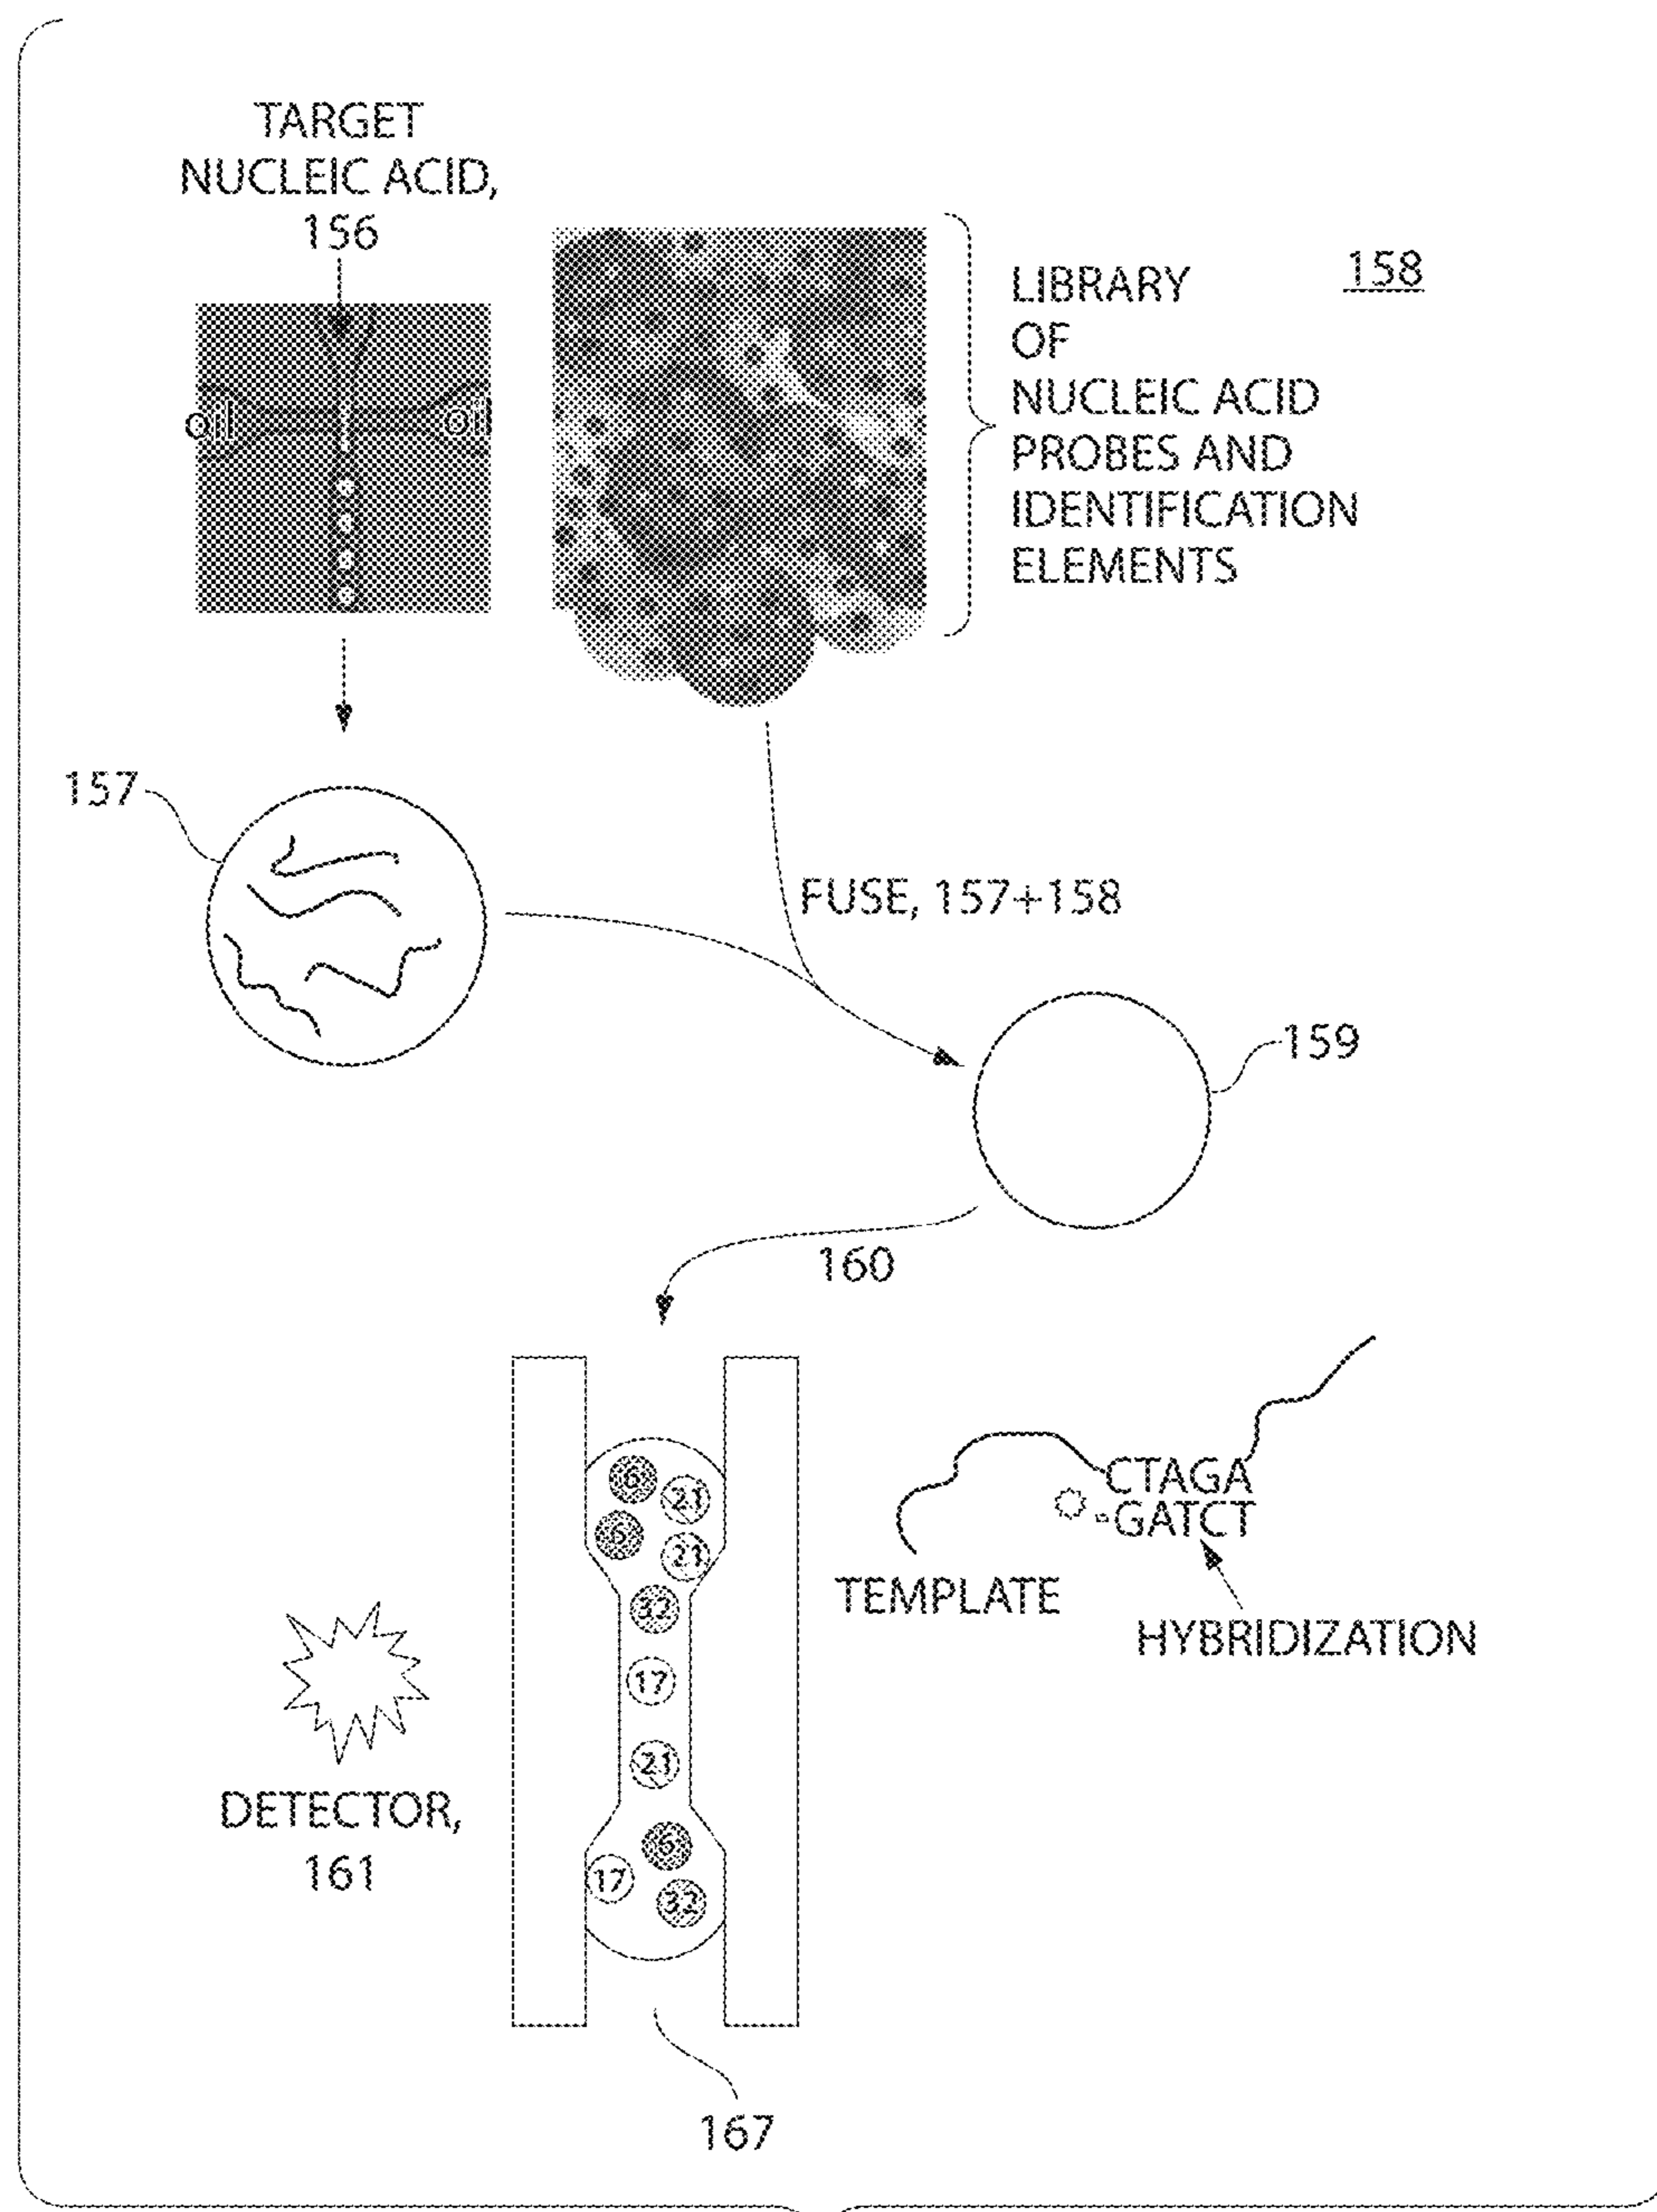 TARGET
NUCLEIC ACID,
156
oil
oil
LIBRARY
OF
NUCLEIC ACID
PROBES AND
IDENTIFICATION
ELEMENTS
158
157
FUSE, 157+158
159
160
6
21
6
21
32
17
21
6
17
32
CTAGA
-GATCT
TEMPLATE
HYBRIDIZATION
DETECTOR,
161
167